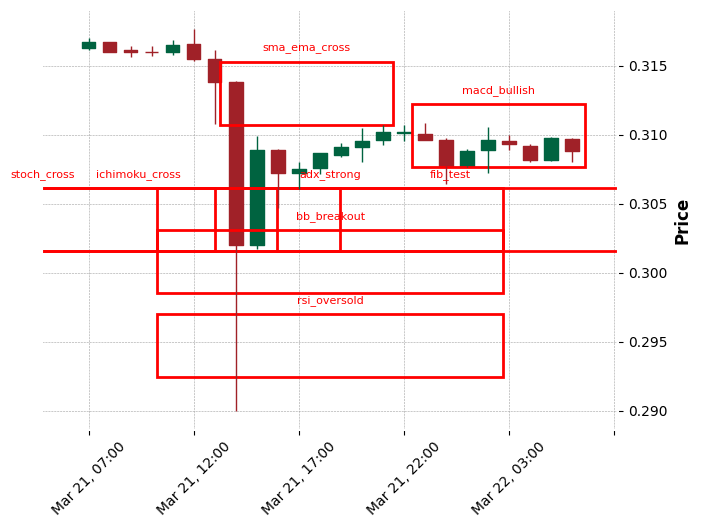 sma_ema_cross
macd_bullish
stoch_cross
ichimoku_cross
adx_strong
fib_test
bb_breakout
rsi_oversold
0.315
0.310
0.305
0.300
0.295
0.290
Price
Mar 21, 07:00
Mar 21, 12:00
Mar 21, 17:00
Mar 21, 22:00
Mar 22, 03:00